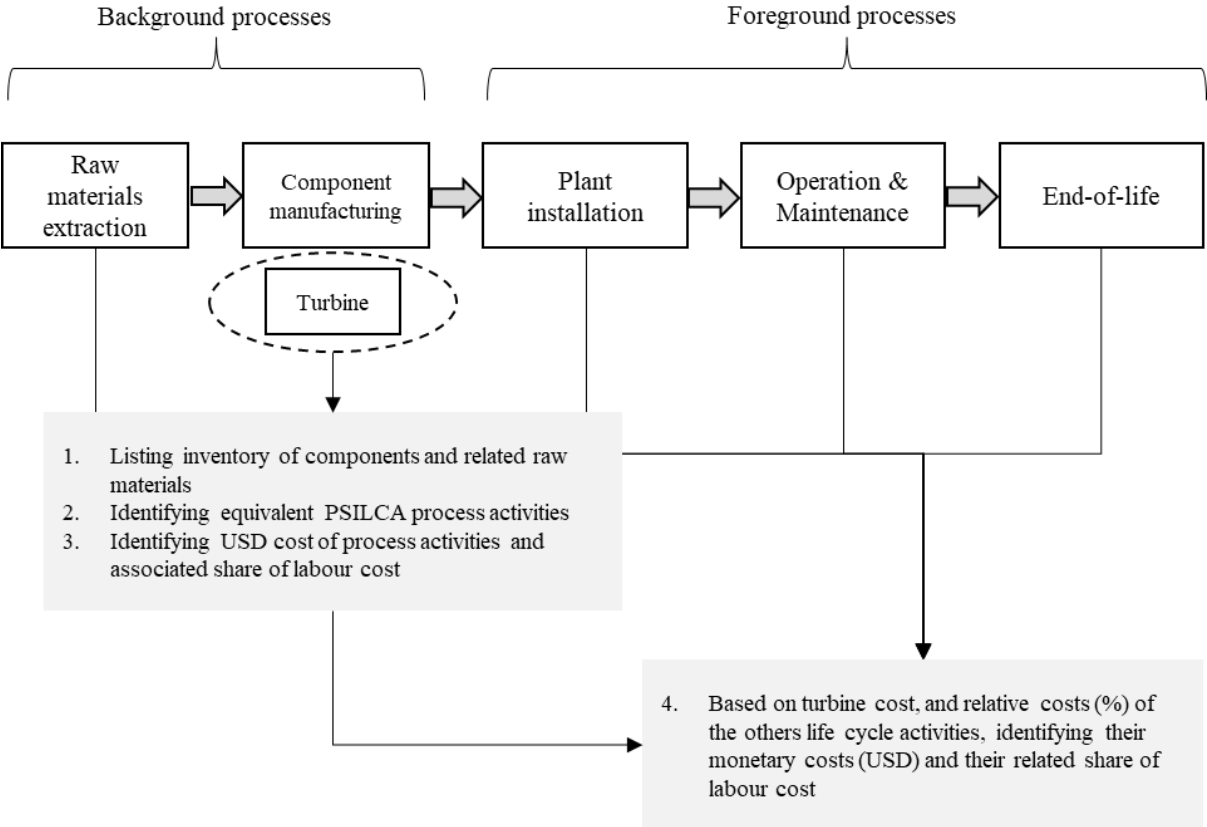 Background processes
Foreground processes
Raw
materials
extraction
Component
manufacturing
Plant
installation
Operation &
Maintenance
End-of-life
Turbine
1. Listing inventory of components and related raw
materials
2. Identifying equivalent PSILCA process activities
3. Identifying USD cost of process activities and
associated share of labour cost
4. Based on turbine cost, and relative costs (%) of
the others life cycle activities, identifying their
monetary costs (USD) and their related share of
labour cost